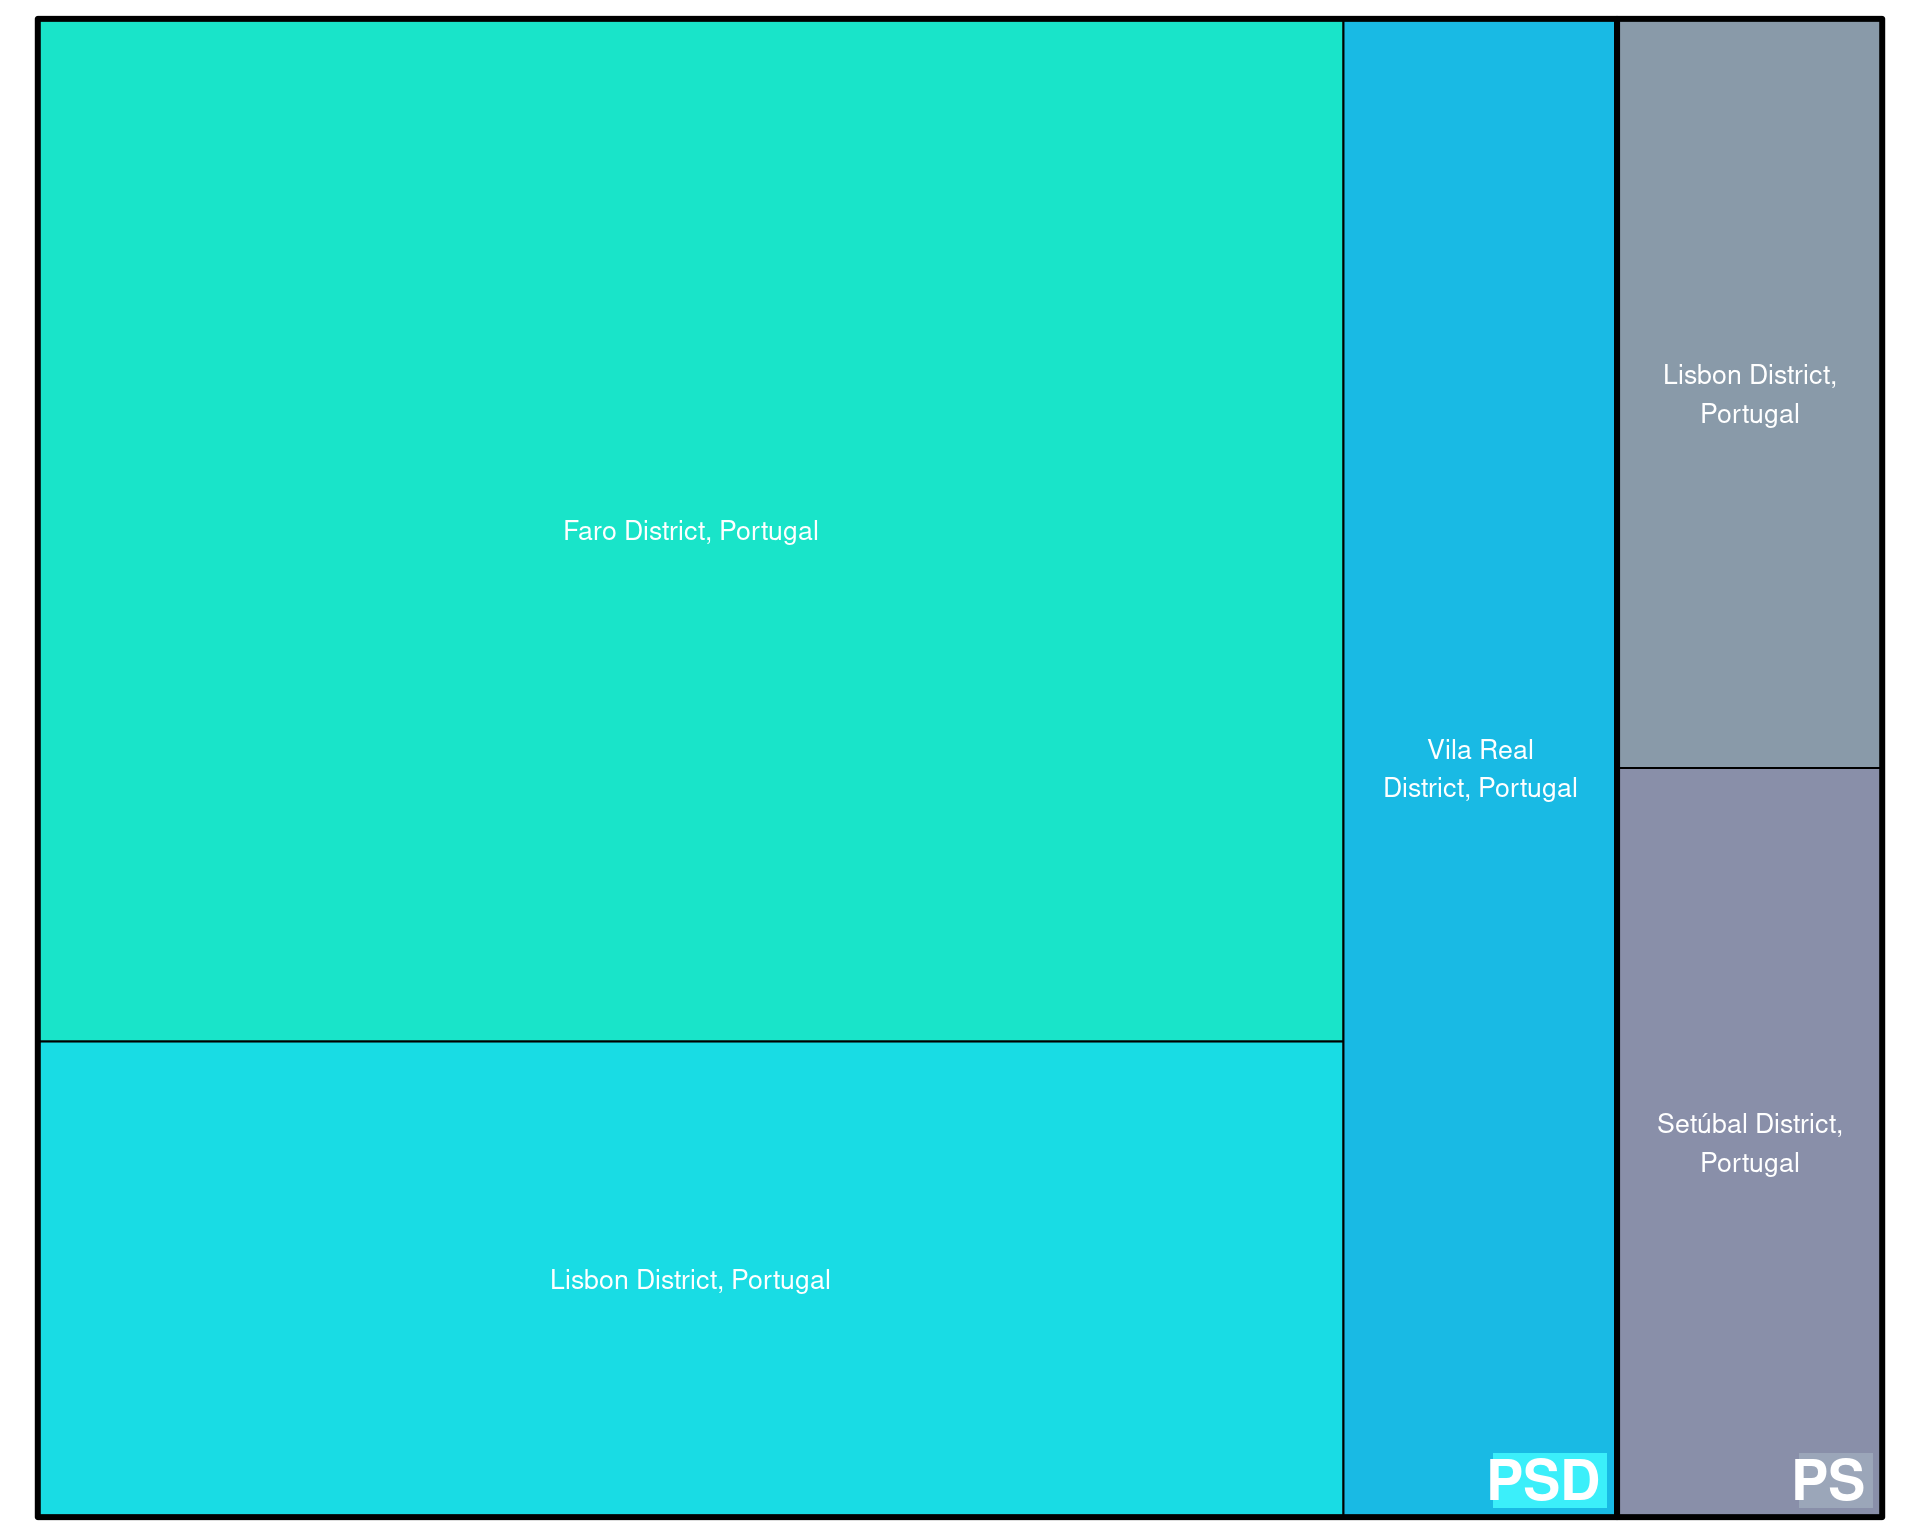 Faro District, Portugal
Lisbon District, Portugal
Vila Real
District, Portugal
PSD
Lisbon District,
Portugal
Setúbal District,
Portugal
PS